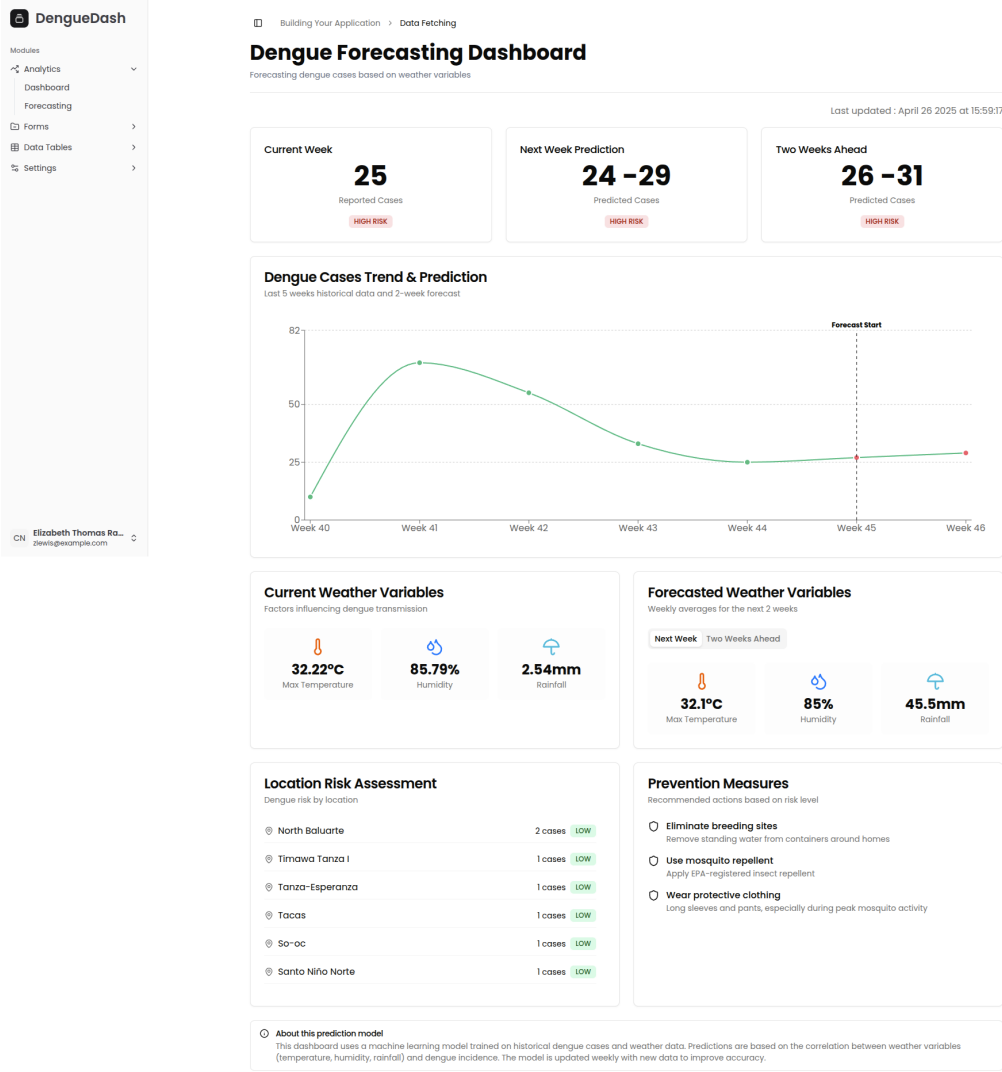 DengueDash
Modules
Analytics
Dashboard
Forecasting
Forms
Data Tables
Settings
CN
Elizabeth Thomas Ra...
zlewis@example.com
Building Your Application > Data Fetching
Dengue Forecasting Dashboard
Forecasting dengue cases based on weather variables
Last updated : April 26 2025 at 15:59:17
Current Week
25
Reported Cases
HIGH RISK
Next Week Prediction
24 -29
Predicted Cases
HIGH RISK
Two Weeks Ahead
26 -31
Predicted Cases
HIGH RISK
Dengue Cases Trend & Prediction
Last 5 weeks historical data and 2-week forecast
Forecast Start
82
50
25
0
Week 40 Week 41 Week 42 Week 43 Week 44 Week 45 Week 46
Current Weather Variables
Factors influencing dengue transmission
32.22°C
Max Temperature
85.79%
Humidity
2.54mm
Rainfall
Forecasted Weather Variables
Weekly averages for the next 2 weeks
Next Week Two Weeks Ahead
32.1°C
Max Temperature
85%
Humidity
45.5mm
Rainfall
Location Risk Assessment
Dengue risk by location
North Baluarte 2 cases LOW
Timawa Tanza I 1 cases LOW
Tanza-Esperanza 1 cases LOW
Tacas 1 cases LOW
So-oc 1 cases LOW
Santo Niño Norte 1 cases LOW
Prevention Measures
Recommended actions based on risk level
Eliminate breeding sites
Remove standing water from containers around homes
Use mosquito repellent
Apply EPA-registered insect repellent
Wear protective clothing
Long sleeves and pants, especially during peak mosquito activity
About this prediction model
This dashboard uses a machine learning model trained on historical dengue cases and weather data. Predictions are based on the correlation between weather variables
(temperature, humidity, rainfall) and dengue incidence. The model is updated weekly with new data to improve accuracy.